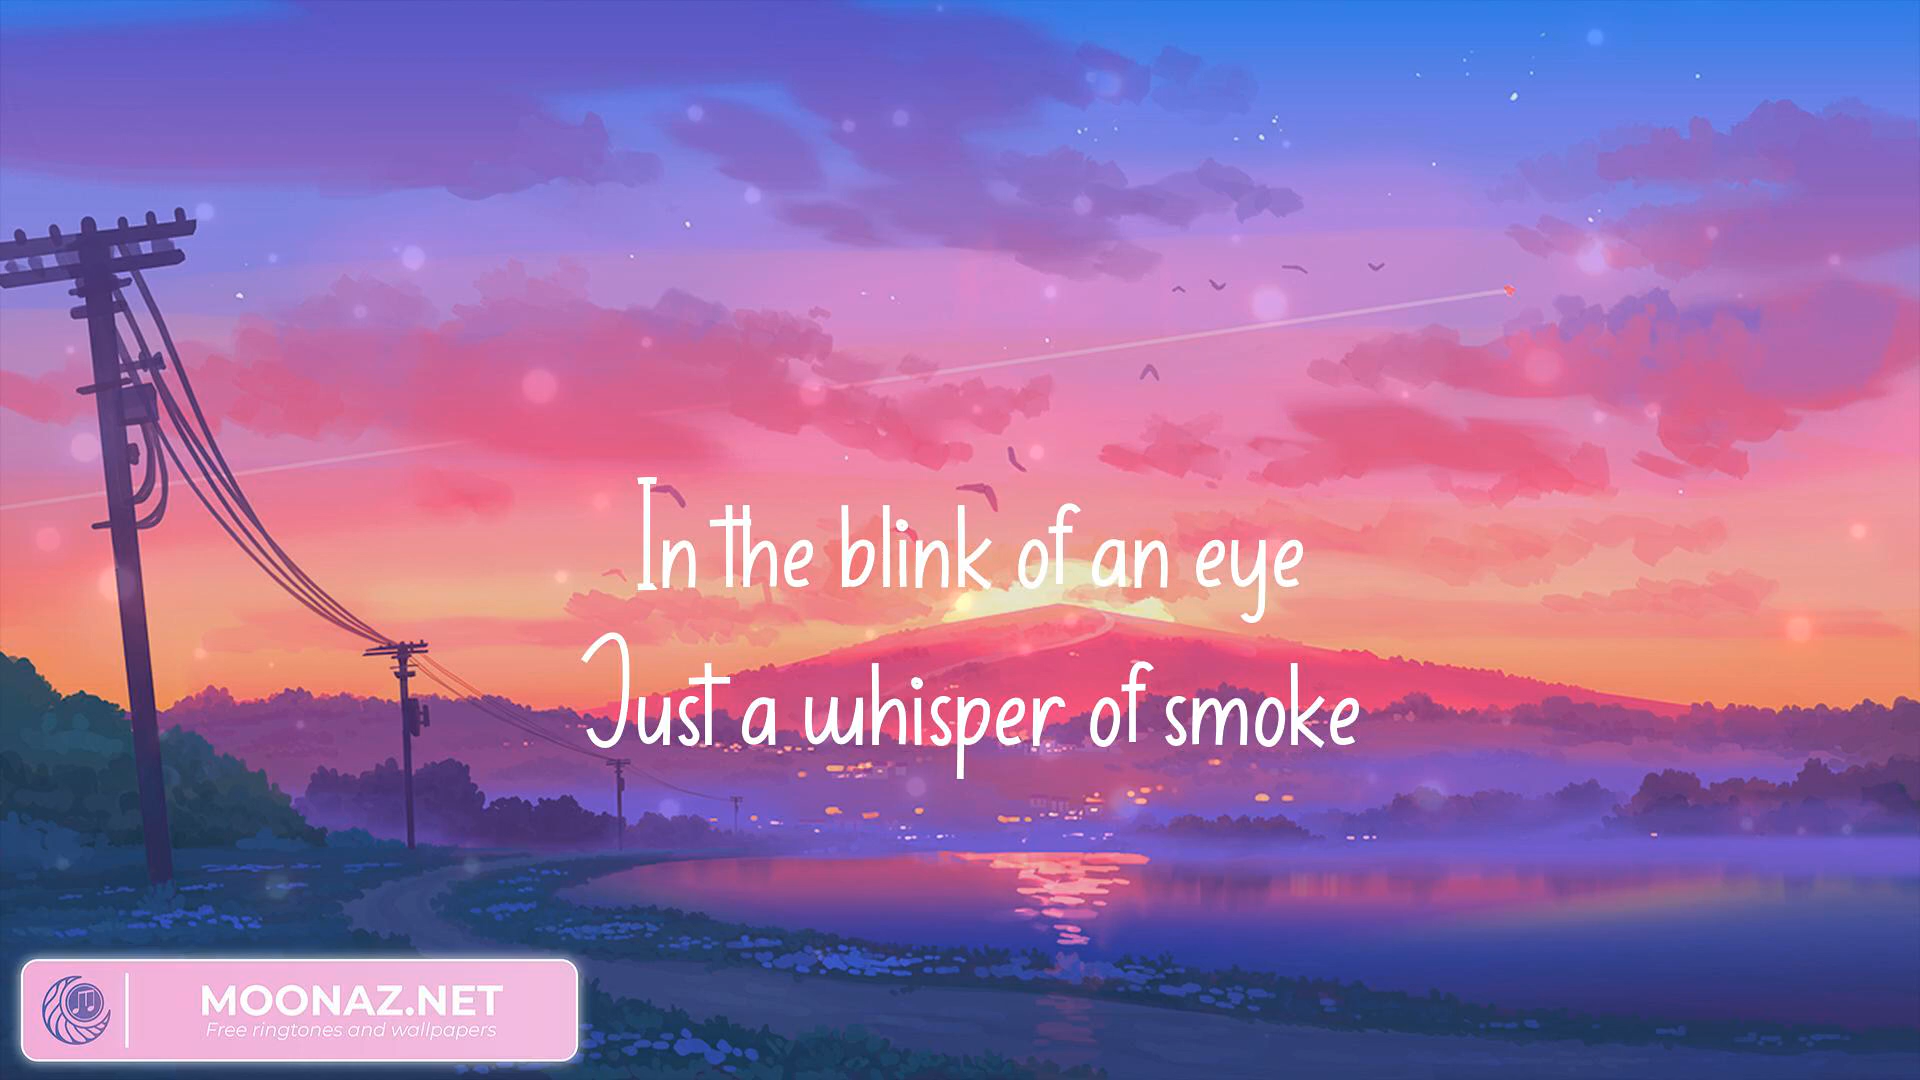 In the blink of an eye
Just a whisper of smoke
MOONAZ.NET
Free ringtones and wallpapers